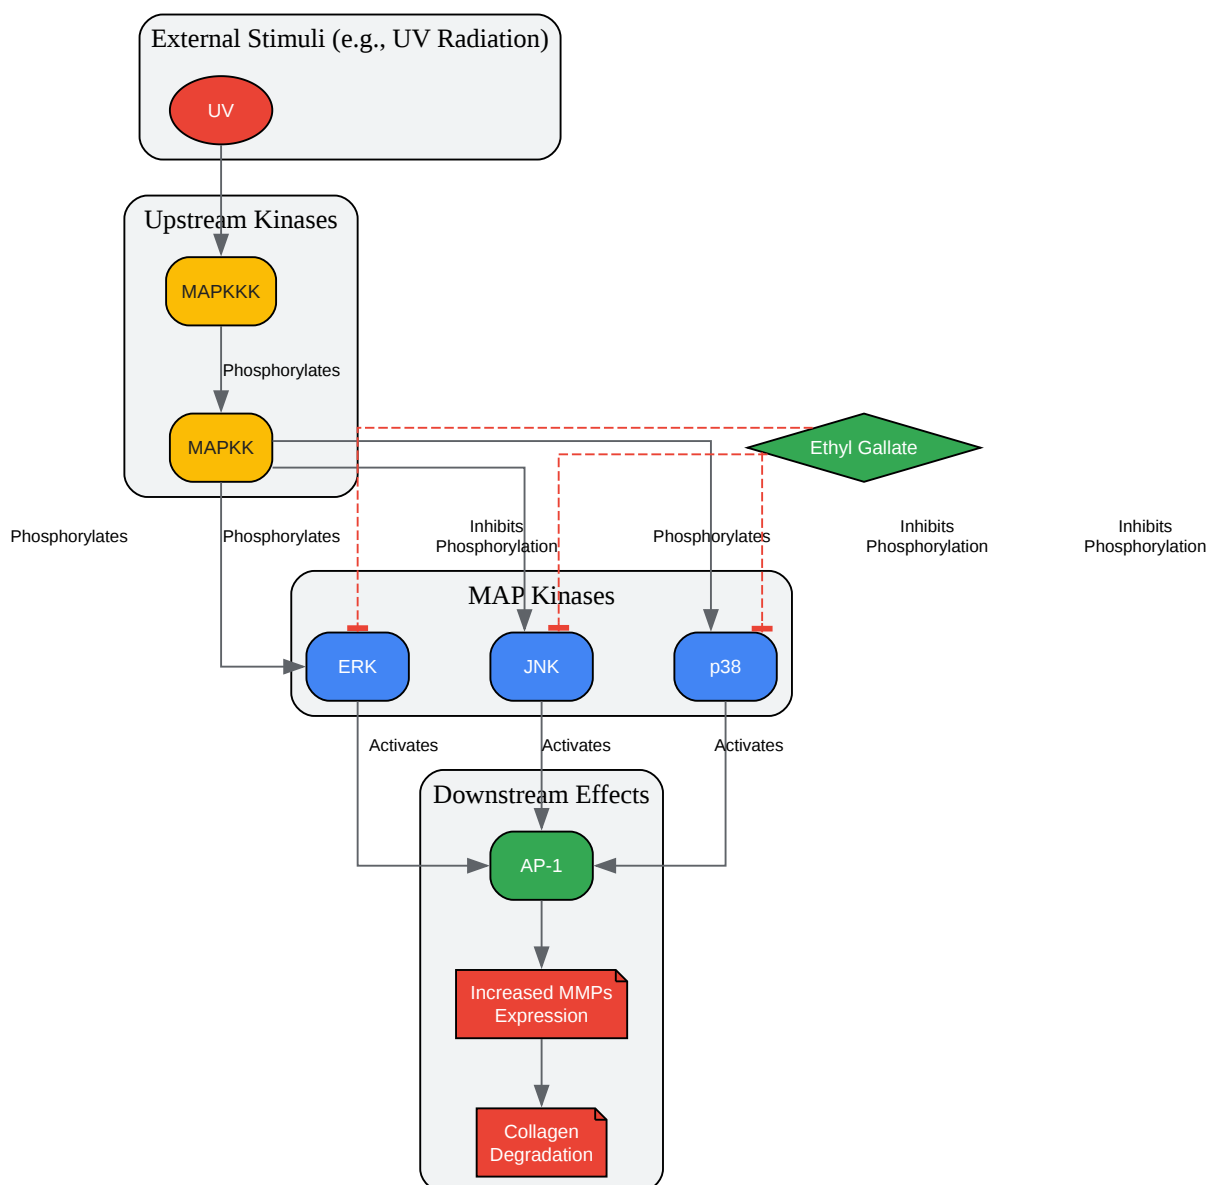 External Stimuli (e.g., UV Radiation)
UV
Upstream Kinases
MAPKKK
Phosphorylates
MAPKK
Ethyl Gallate
Phosphorylates
Phosphorylates
Inhibits
Phosphorylation
Phosphorylates
Inhibits
Phosphorylation
Inhibits
Phosphorylation
MAP Kinases
ERK
JNK
p38
Activates
Activates
Activates
Downstream Effects
AP-1
Increased MMPs
Expression
Collagen
Degradation